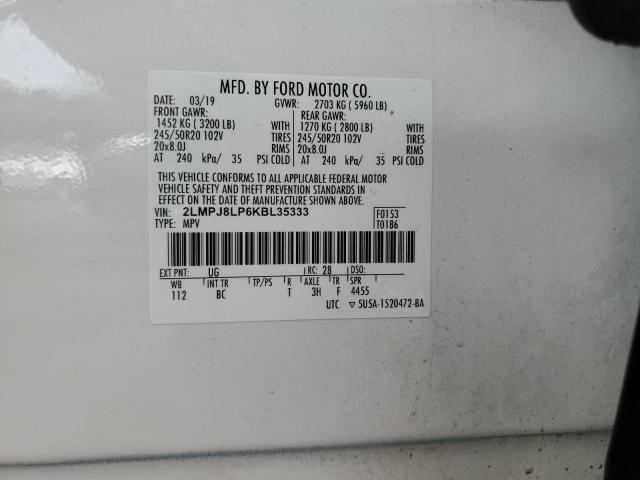 MFD. BY FORD MOTOR CO.
DATE: 03/19 GVWR: 2703 KG ( 5960 LB)
FRONT GAWR: REAR GAWR:
1452 KG ( 3200 LB) WITH 1270 KG ( 2800 LB) WITH
245/50R20 102V TIRES 245/50R20 102V TIRES
20x8.0J RIMS 20x8.0J RIMS
AT 240 kPa/ 35 PSI COLD AT 240 kPa/ 35 PSI COLD
THIS VEHICLE CONFORMS TO ALL APPLICABLE FEDERAL MOTOR
VEHICLE SAFETY AND THEFT PREVENTION STANDARDS IN
EFFECT ON THE DATE OF MANUFACTURE SHOWN ABOVE.
VIN: 2LMPJ8LP6KBL35333 F0153
TYPE: MPV T0186
EXT PNT: UG RC: 28 DSO:
WB INT TR TP/PS R AXLE TR SPR
112 BC T 3H F 4455
UTC ▽ 5U5A-1520472-BA